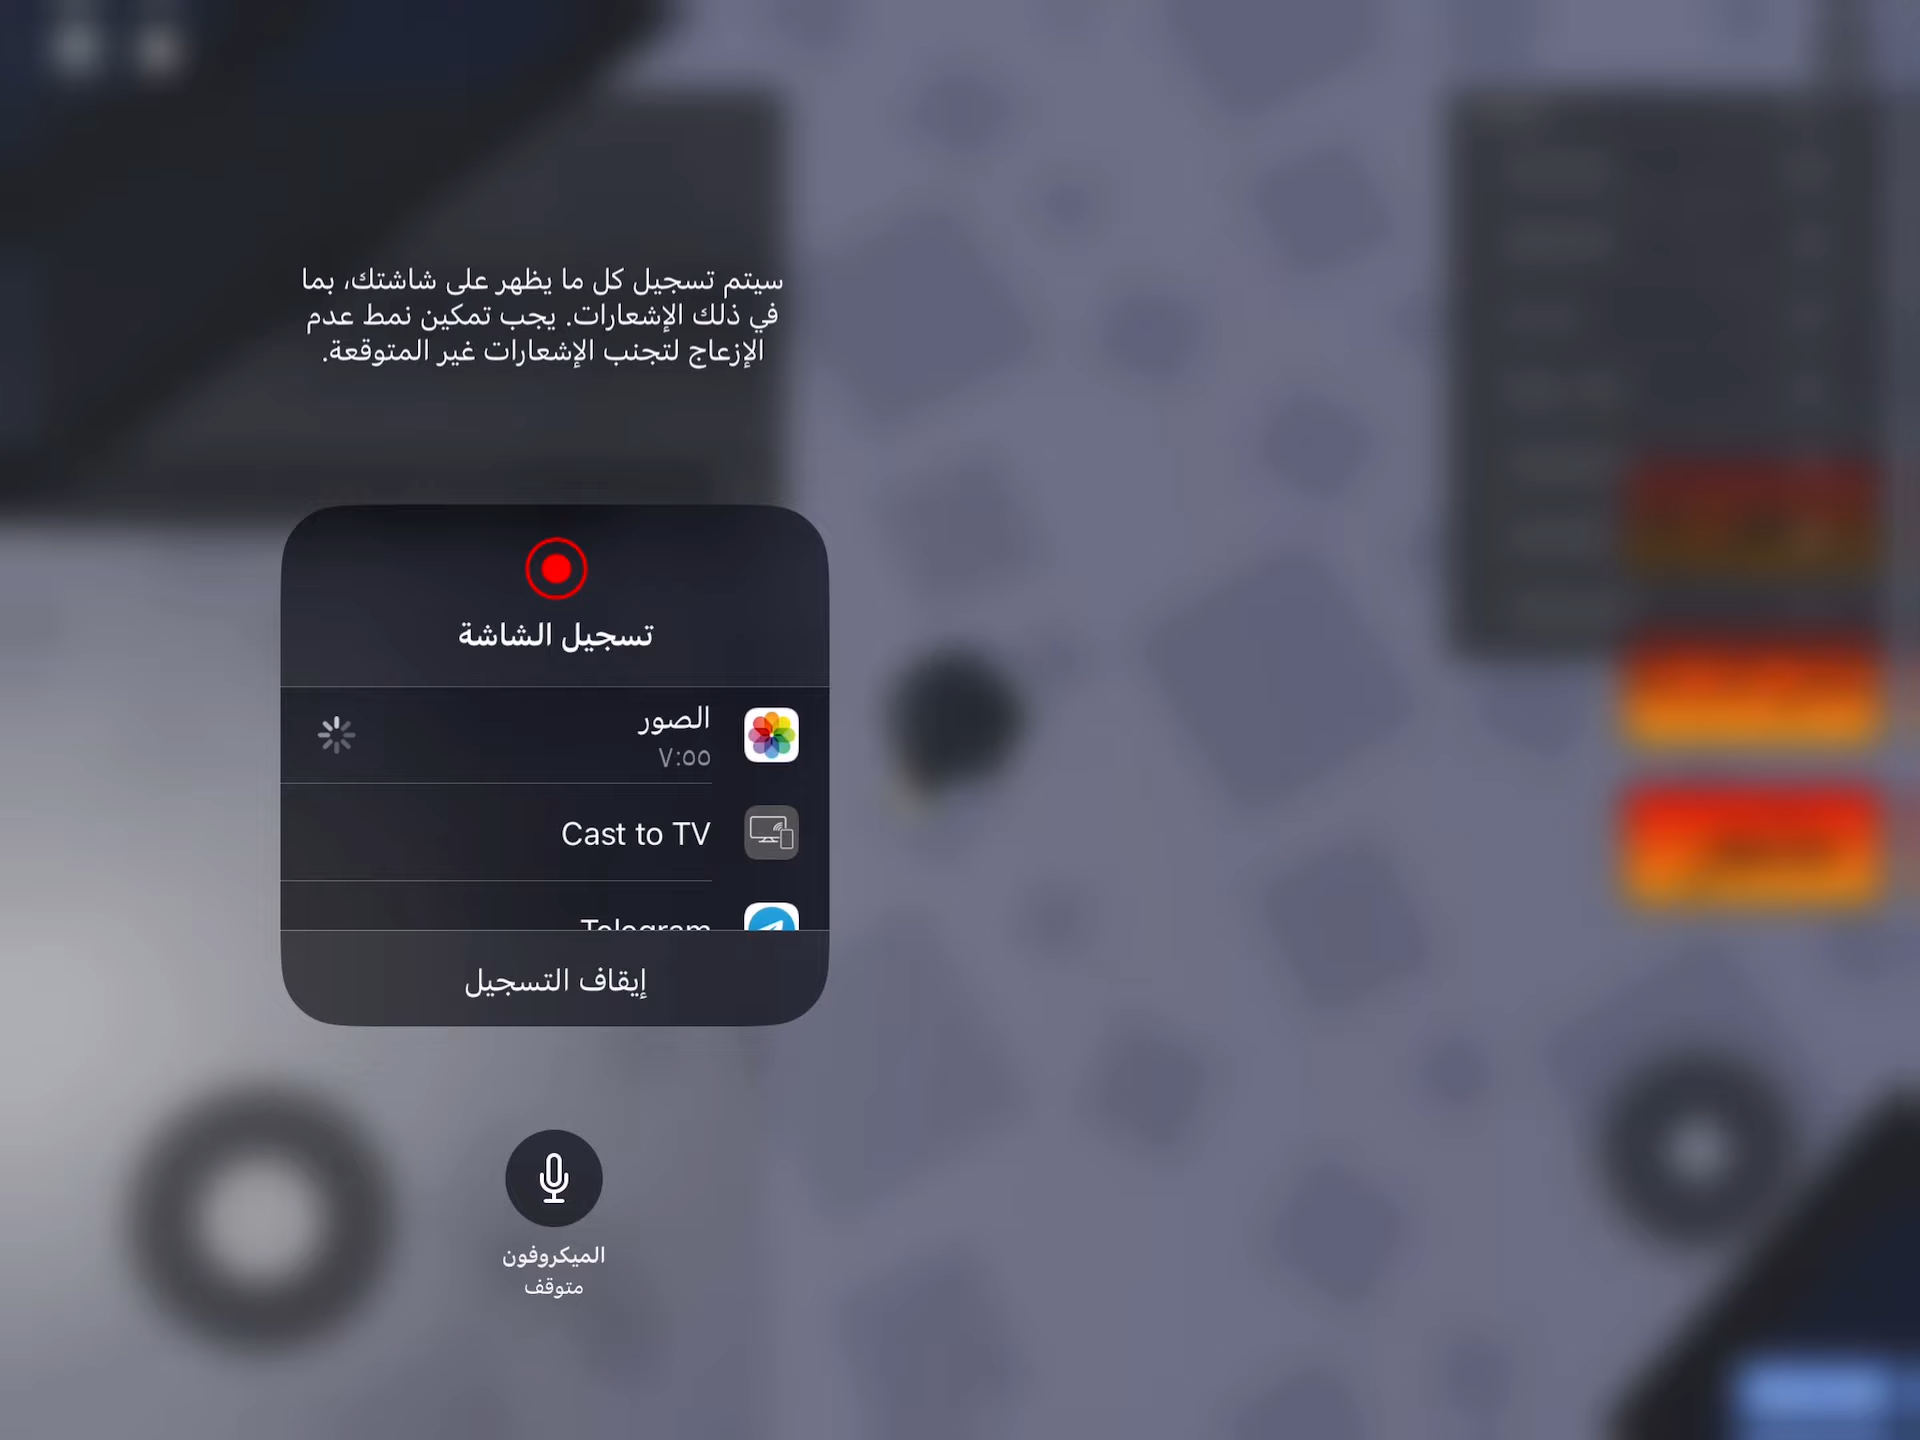 سيتم تسجيل كل ما يظهر على شاشتك، بما
في ذلك الإشعارات. يجب تمكين نمط عدم
الإزعاج لتجنب الإشعارات غير المتوقعة.
تسجيل الشاشة
الصور
٧:٥٥
Cast to TV
Telegram
إيقاف التسجيل
الميكروفون
متوقف